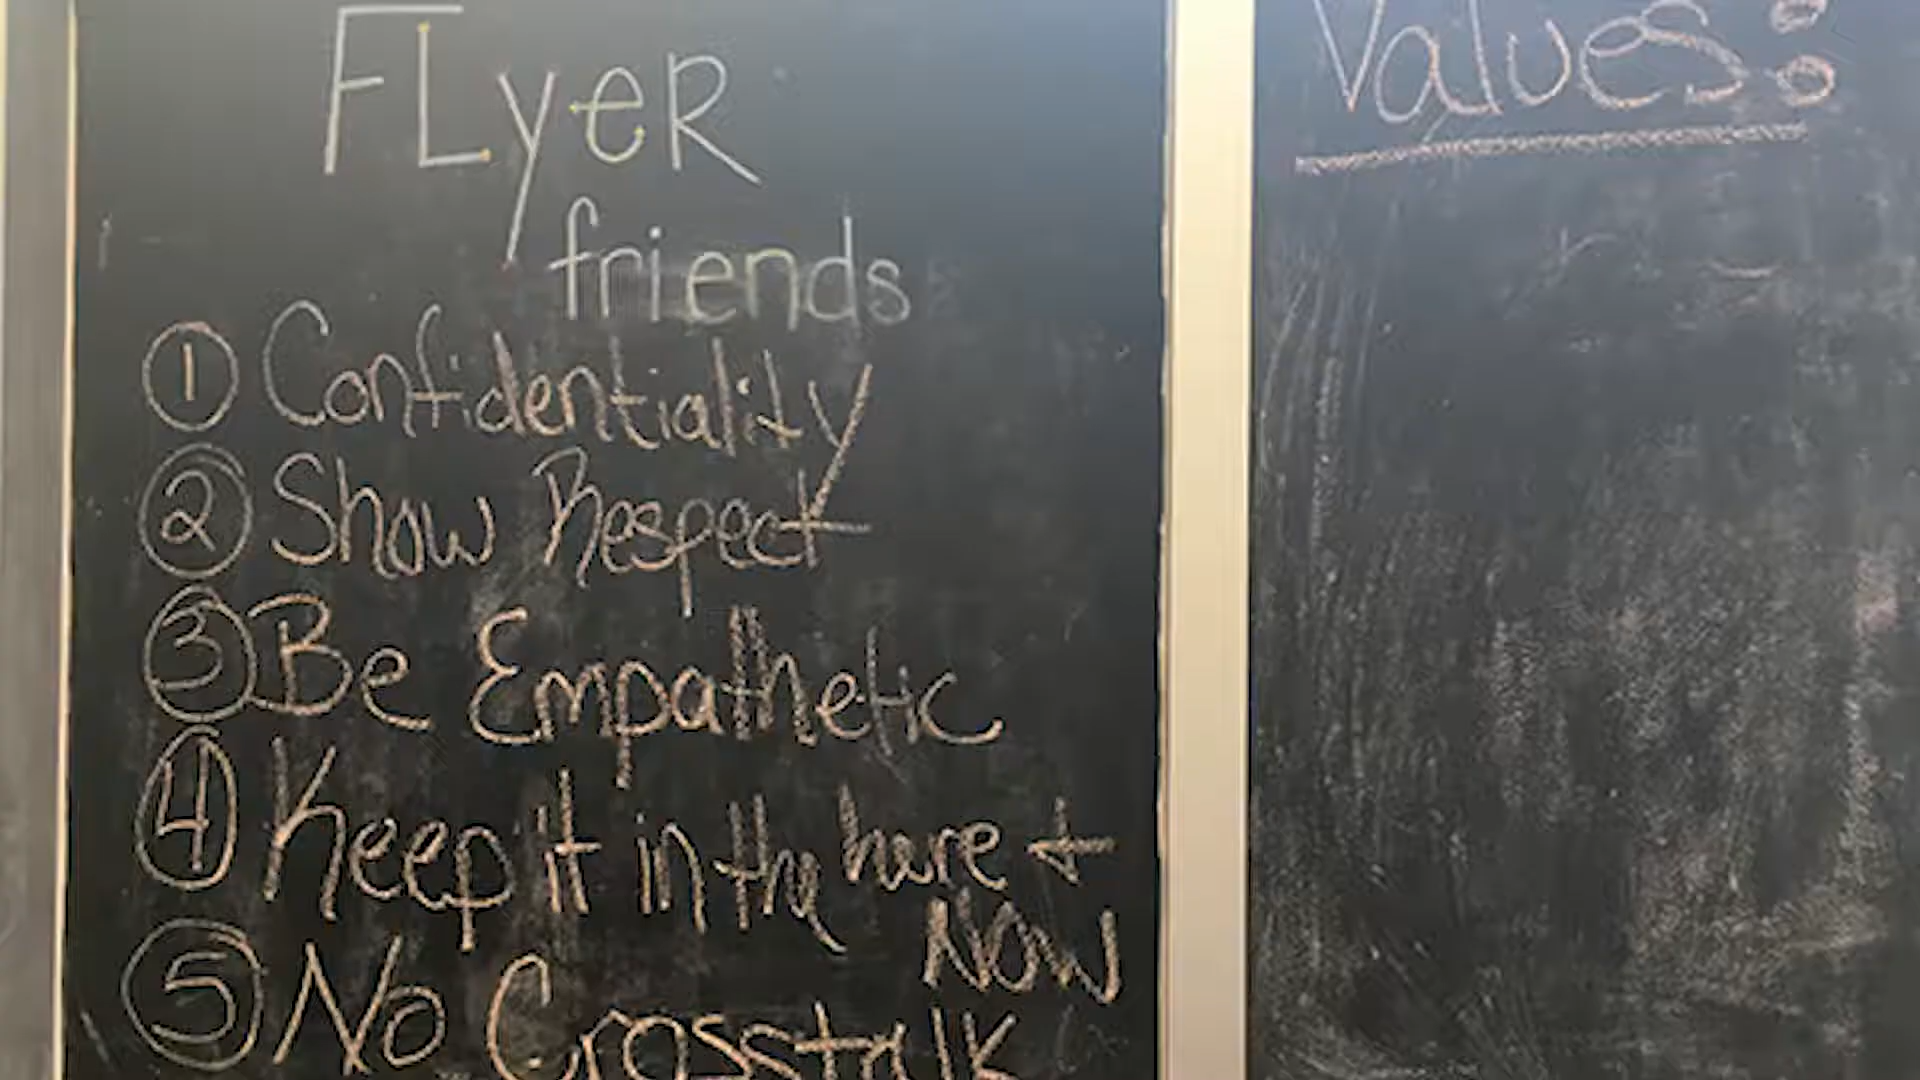 FLyeR
friends
① Confidentiality
② Show Respect
③ Be Empathetic
④ Keep it in the here +
NOW
⑤ No Crosstalk
Values: